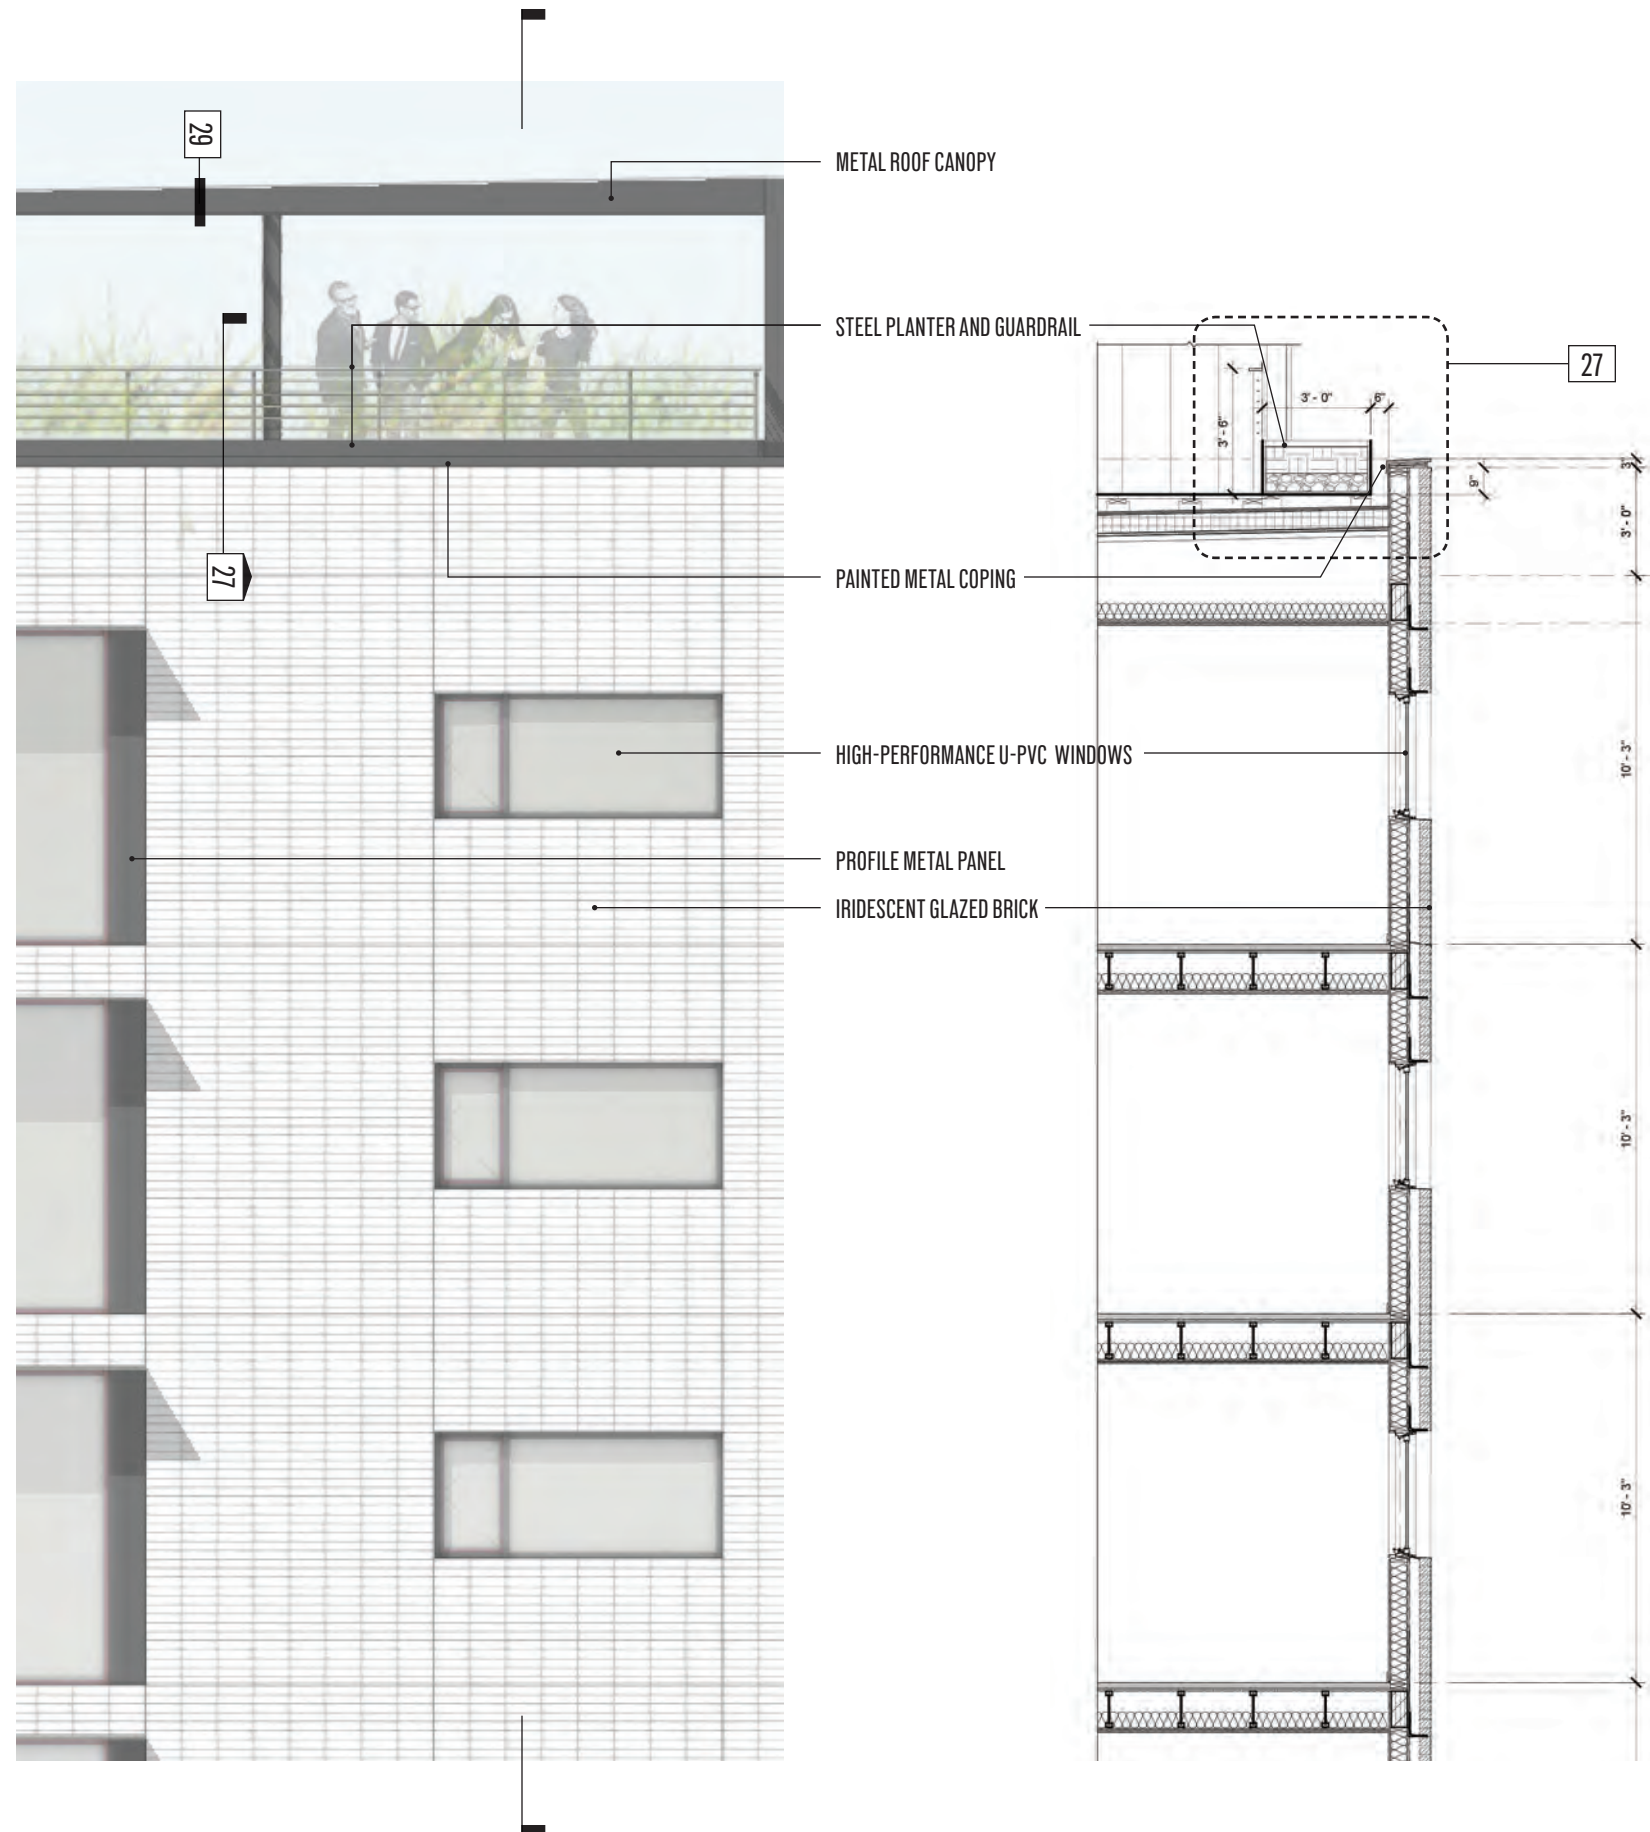 29
METAL ROOF CANOPY
STEEL PLANTER AND GUARDRAIL
27
3' - 0"
6"
3' - 6"
9"
3"
3' - 0"
27
PAINTED METAL COPING
HIGH-PERFORMANCE U-PVC WINDOWS
10' - 3"
PROFILE METAL PANEL
IRIDESCENT GLAZED BRICK
10' - 3"
10' - 3"